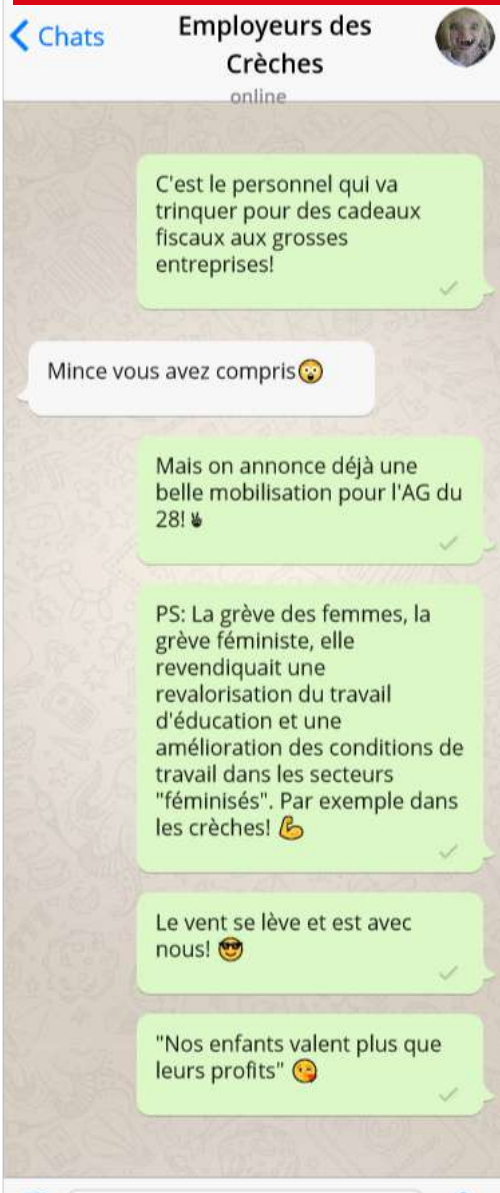 Chats
Employeurs des
Crèches
online
C'est le personnel qui va
trinquer pour des cadeaux
fiscaux aux grosses
entreprises!
Mince vous avez compris😲
Mais on annonce déjà une
belle mobilisation pour l'AG du
28!✌
PS: La grève des femmes, la
grève féministe, elle
revendiquait une
revalorisation du travail
d'éducation et une
amélioration des conditions de
travail dans les secteurs
"féminisés". Par exemple dans
les crèches! 💪
Le vent se lève et est avec
nous! 😎
"Nos enfants valent plus que
leurs profits" 😘